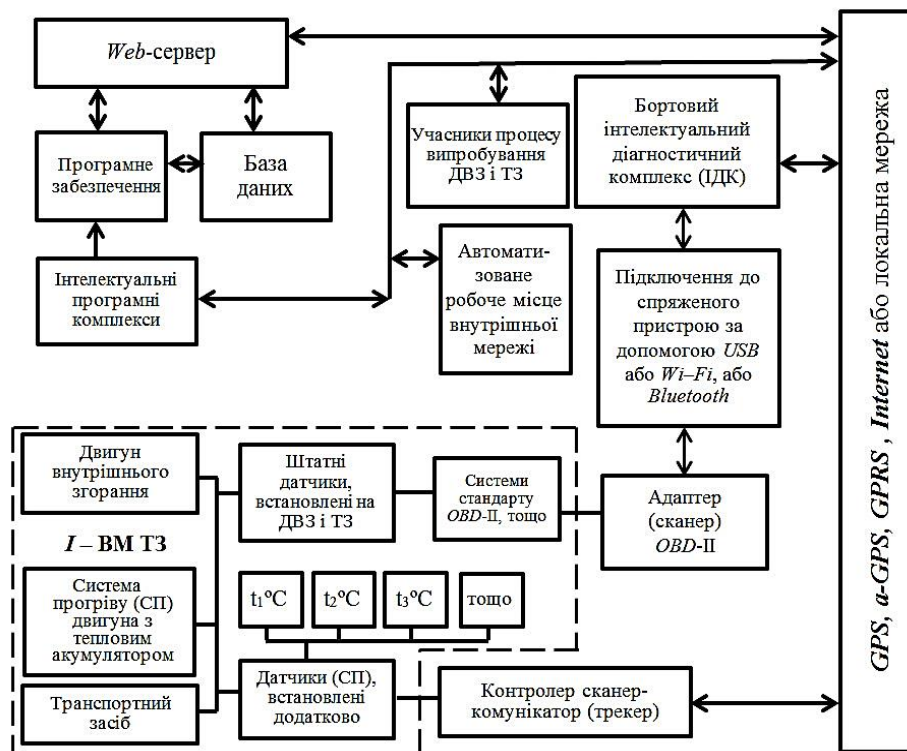 Web-сервер
Програмне
забезпечення
База
даних
Інтелектуальні
програмні
комплекси
Учасники процесу
випробування
ДВЗ і ТЗ
Автомати-
зоване
робоче місце
внутрішньої
мережі
Бортовий
інтелектуальний
діагностичний
комплекс (ІДК)
Підключення до
спряженого
пристрою за
допомогою USB
або Wi–Fi, або
Bluetooth
Адаптер
(сканер)
OBD-II
GPS, a-GPS, GPRS , Internet або локальна мережа
Двигун
внутрішнього
згорання
I – ВМ ТЗ
Система
прогріву (СП)
двигуна з
тепловим
акумулятором
Транспортний
засіб
Штатні
датчики,
встановлені на
ДВЗ і ТЗ
Системи
стандарту
OBD-II, тощо
t₁ºC
t₂ºC
t₃ºC
тощо
Датчики (СП),
встановлені
додатково
Контролер сканер-
комунікатор (трекер)